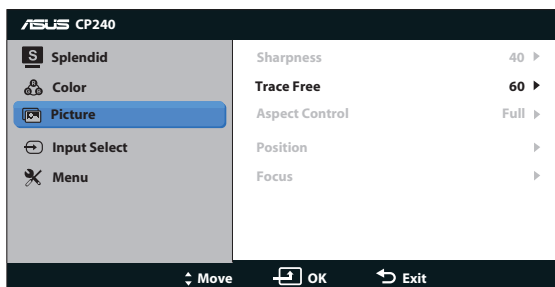 ASUS CP240
S Splendid
Color
Picture
Input Select
Menu
Sharpness 40
Trace Free 60
Aspect Control Full
Position
Focus
Move OK Exit